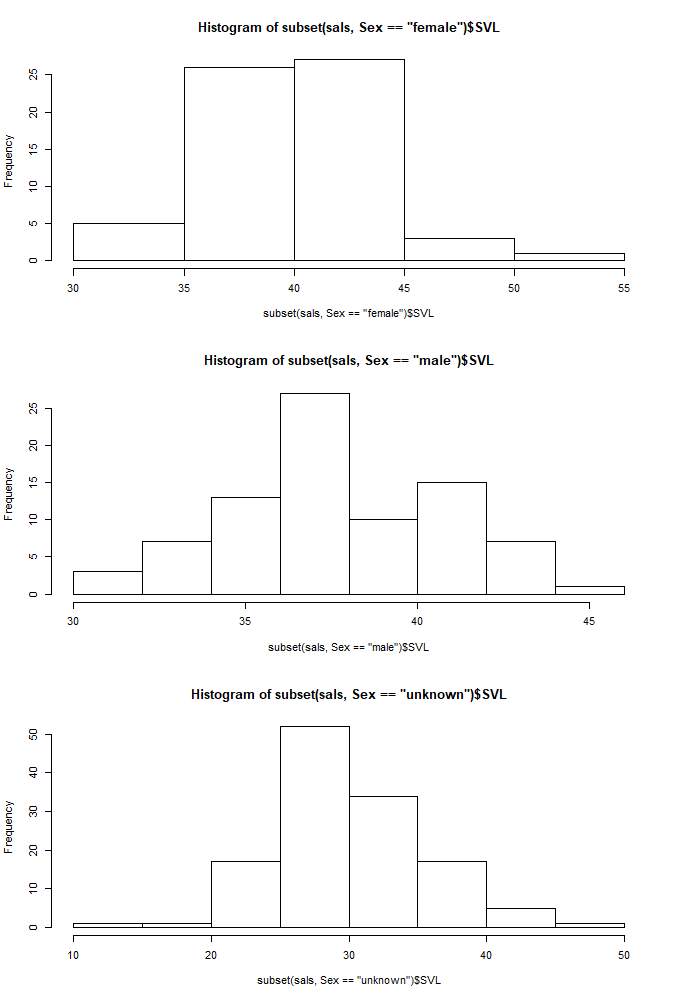 Histogram of subset(sals, Sex == "female")$SVL
Frequency
25
20
15
10
5
0
30 35 40 45 50 55
subset(sals, Sex == "female")$SVL
Histogram of subset(sals, Sex == "male")$SVL
Frequency
25
20
15
10
5
0
30 35 40 45
subset(sals, Sex == "male")$SVL
Histogram of subset(sals, Sex == "unknown")$SVL
Frequency
50
40
30
20
10
0
10 20 30 40 50
subset(sals, Sex == "unknown")$SVL